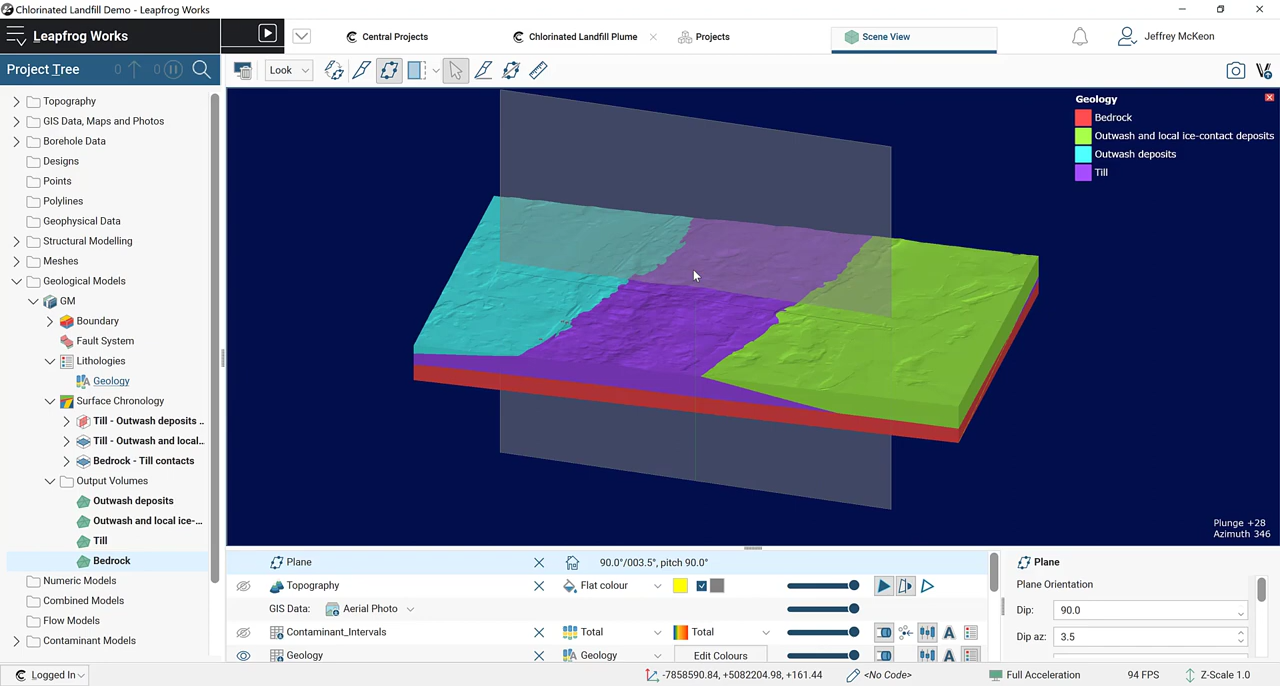 Chlorinated Landfill Demo - Leapfrog Works
Leapfrog Works
Central Projects
Chlorinated Landfill Plume
Projects
Scene View
Jeffrey McKeon
Project Tree
0
0
Look
Topography
GIS Data, Maps and Photos
Borehole Data
Designs
Points
Polylines
Geophysical Data
Structural Modelling
Meshes
Geological Models
GM
Boundary
Fault System
Lithologies
Geology
Surface Chronology
Till - Outwash deposits ..
Till - Outwash and local...
Bedrock - Till contacts
Output Volumes
Outwash deposits
Outwash and local ice-...
Till
Bedrock
Numeric Models
Combined Models
Flow Models
Contaminant Models
Geology
Bedrock
Outwash and local ice-contact deposits
Outwash deposits
Till
Plunge +28
Azimuth 346
Plane
90.0°/003.5°, pitch 90.0°
Topography
Flat colour
GIS Data:
Aerial Photo
Contaminant_Intervals
Total
Total
A
Geology
Geology
Edit Colours
A
Plane
Plane Orientation
Dip:
90.0
Dip az:
3.5
Logged In
-7858590.84, +5082204.98, +161.44
<No Code>
Full Acceleration
94 FPS
Z-Scale 1.0